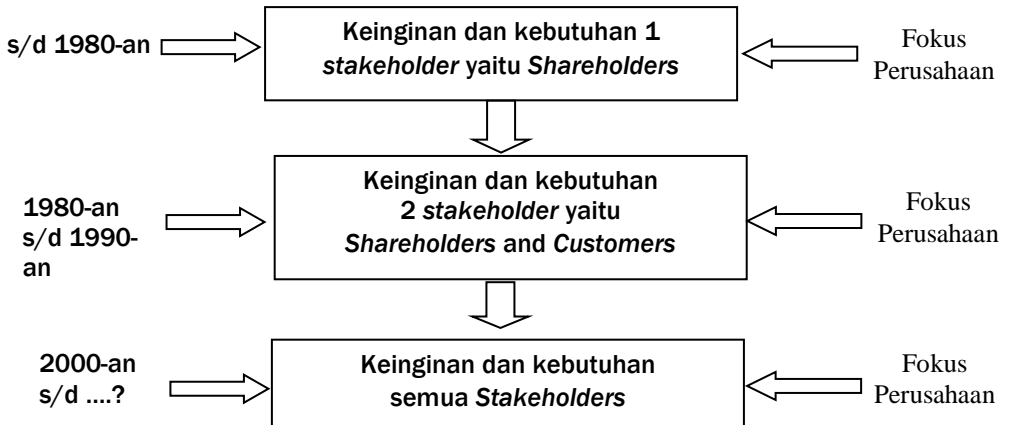 s/d 1980-an
Keinginan dan kebutuhan 1
stakeholder yaitu Shareholders
Fokus
Perusahaan
1980-an
s/d 1990-
an
Keinginan dan kebutuhan
2 stakeholder yaitu
Shareholders and Customers
Fokus
Perusahaan
2000-an
s/d ....?
Keinginan dan kebutuhan
semua Stakeholders
Fokus
Perusahaan